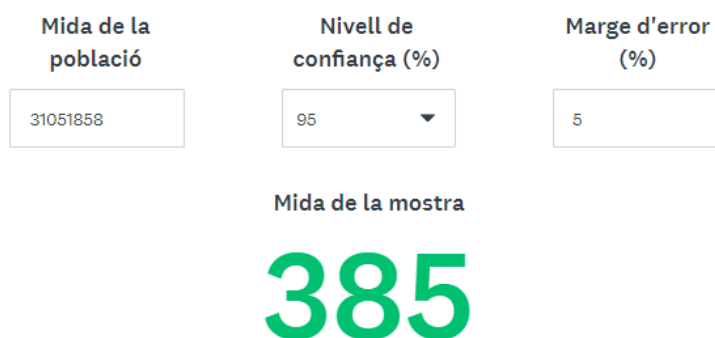 Mida de la
població
Nivell de
confiança (%)
Marge d'error
(%)
31051858
95
5
Mida de la mostra
385